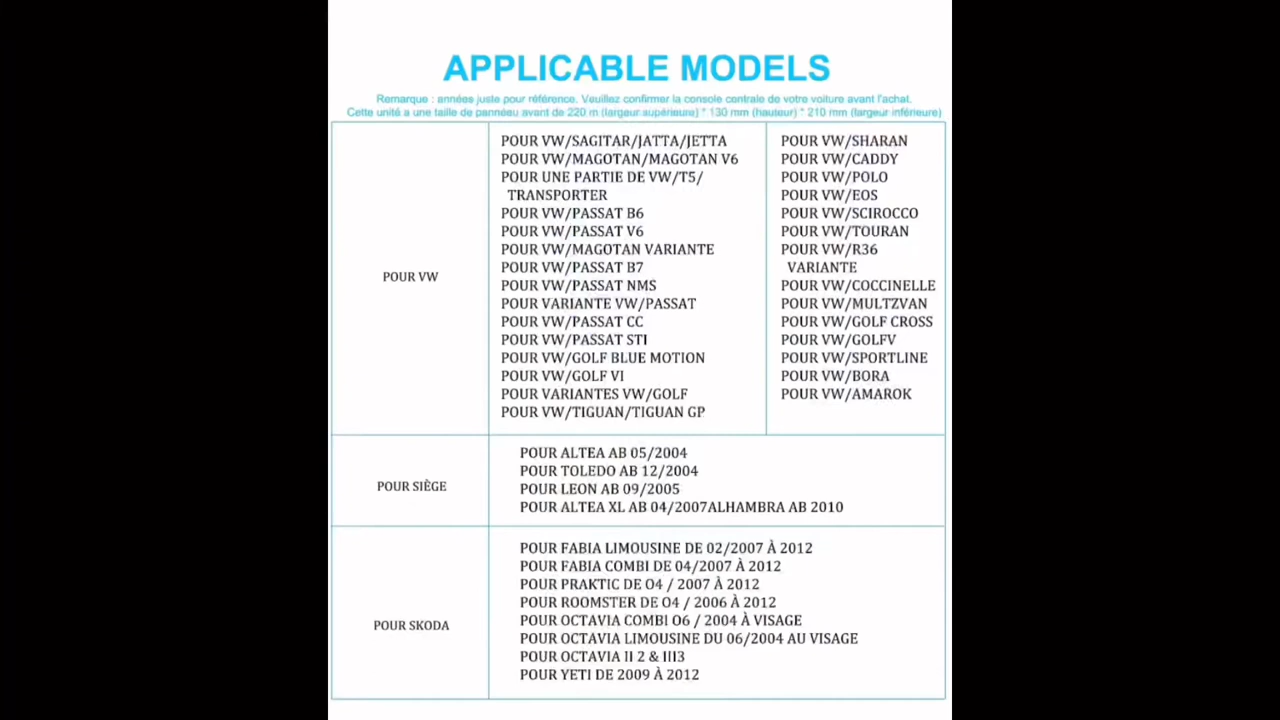 APPLICABLE MODELS
Remarque : années juste pour référence. Veuillez confirmer la console centrale de votre voiture avant l'achat.
Cette unité a une taille de panneau avant de 220 m (largeur supérieure) * 130 mm (hauteur) * 210 mm (largeur inférieure)
POUR VW
POUR VW/SAGITAR/JATTA/JETTA
POUR VW/MAGOTAN/MAGOTAN V6
POUR UNE PARTIE DE VW/T5/
TRANSPORTER
POUR VW/PASSAT B6
POUR VW/PASSAT V6
POUR VW/MAGOTAN VARIANTE
POUR VW/PASSAT B7
POUR VW/PASSAT NMS
POUR VARIANTE VW/PASSAT
POUR VW/PASSAT CC
POUR VW/PASSAT STI
POUR VW/GOLF BLUE MOTION
POUR VW/GOLF VI
POUR VARIANTES VW/GOLF
POUR VW/TIGUAN/TIGUAN GP
POUR VW/SHARAN
POUR VW/CADDY
POUR VW/POLO
POUR VW/EOS
POUR VW/SCIROCCO
POUR VW/TOURAN
POUR VW/R36
VARIANTE
POUR VW/COCCINELLE
POUR VW/MULTZVAN
POUR VW/GOLF CROSS
POUR VW/GOLFV
POUR VW/SPORTLINE
POUR VW/BORA
POUR VW/AMAROK
POUR SIÈGE
POUR ALTEA AB 05/2004
POUR TOLEDO AB 12/2004
POUR LEON AB 09/2005
POUR ALTEA XL AB 04/2007ALHAMBRA AB 2010
POUR SKODA
POUR FABIA LIMOUSINE DE 02/2007 À 2012
POUR FABIA COMBI DE 04/2007 À 2012
POUR PRAKTIC DE O4 / 2007 À 2012
POUR ROOMSTER DE O4 / 2006 À 2012
POUR OCTAVIA COMBI O6 / 2004 À VISAGE
POUR OCTAVIA LIMOUSINE DU 06/2004 AU VISAGE
POUR OCTAVIA II 2 & III3
POUR YETI DE 2009 À 2012